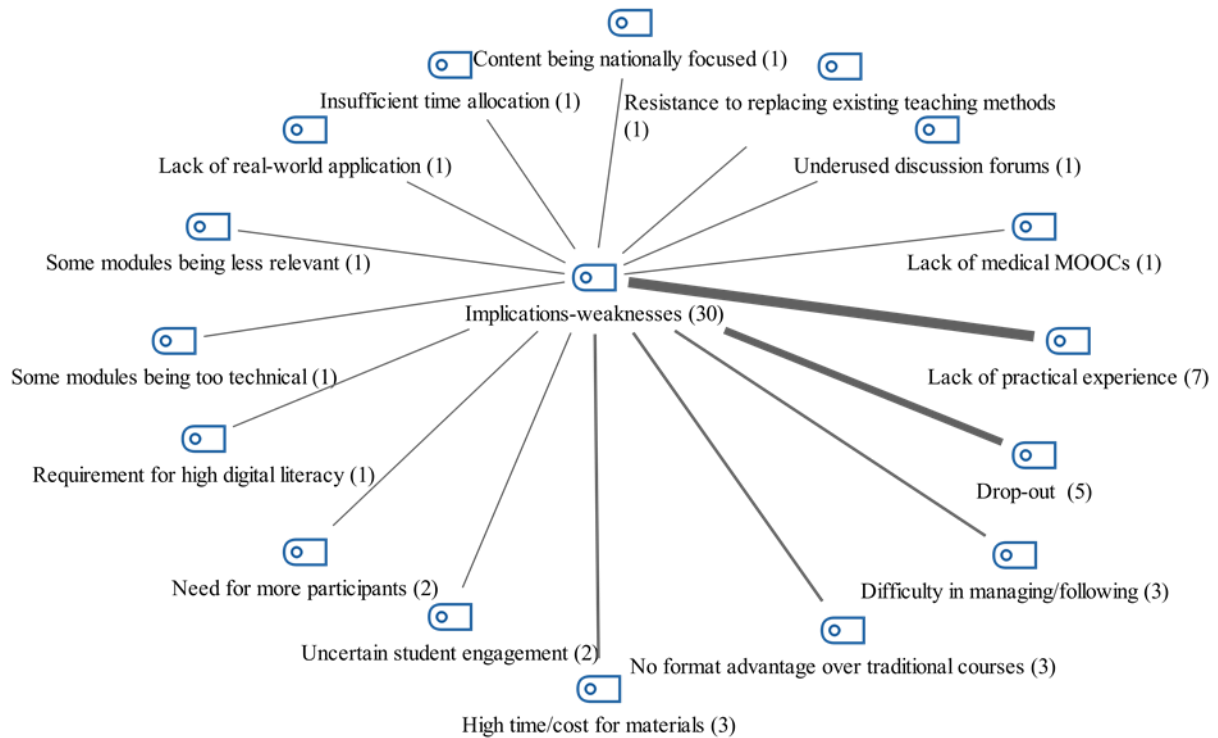 Content being nationally focused (1)
Insufficient time allocation (1)
Resistance to replacing existing teaching methods
(1)
Lack of real-world application (1)
Underused discussion forums (1)
Some modules being less relevant (1)
Lack of medical MOOCs (1)
Implications-weaknesses (30)
Some modules being too technical (1)
Lack of practical experience (7)
Requirement for high digital literacy (1)
Drop-out (5)
Need for more participants (2)
Difficulty in managing/following (3)
Uncertain student engagement (2)
No format advantage over traditional courses (3)
High time/cost for materials (3)